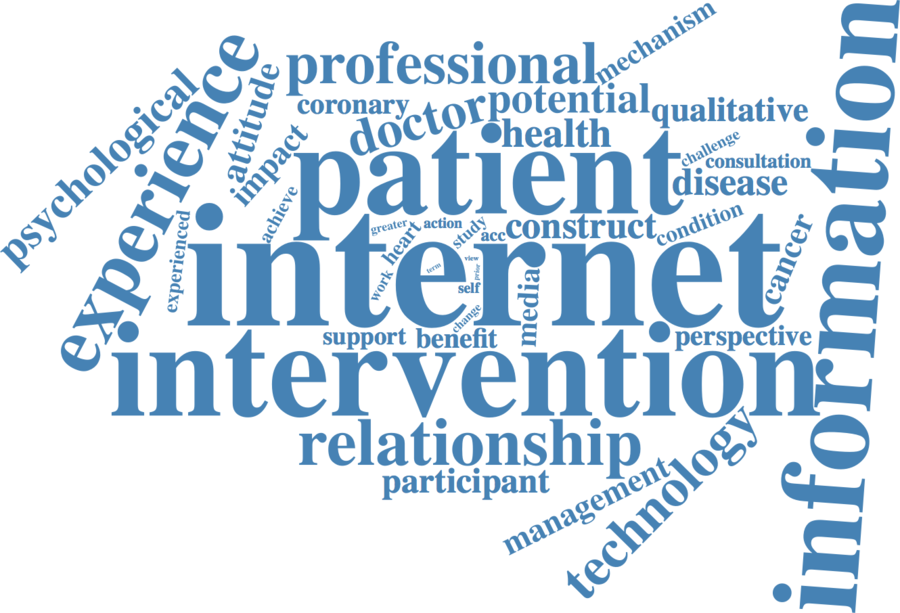 mechanism
professional
information
experience
psychological
attitude
coronary
doctor
potential
qualitative
impact
health
patient
challenge
consultation
disease
achieve
experienced
greater
action
study
acc
construct
condition
heart
internet
cancer
view
term
prior
work
self
media
change
support
benefit
perspective
intervention
relationship
technology
participant
management